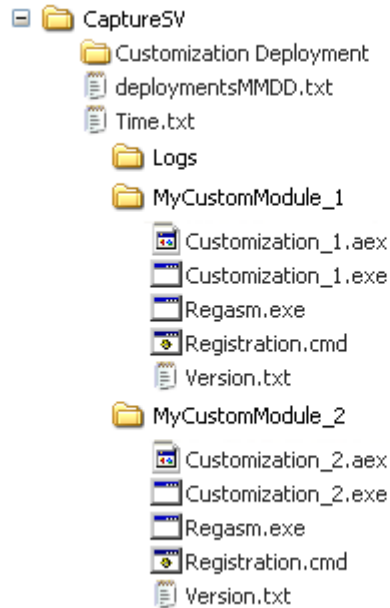 CaptureSV
Customization Deployment
deploymentsMMDD.txt
Time.txt
Logs
MyCustomModule_1
Customization_1.aex
Customization_1.exe
Regasm.exe
Registration.cmd
Version.txt
MyCustomModule_2
Customization_2.aex
Customization_2.exe
Regasm.exe
Registration.cmd
Version.txt